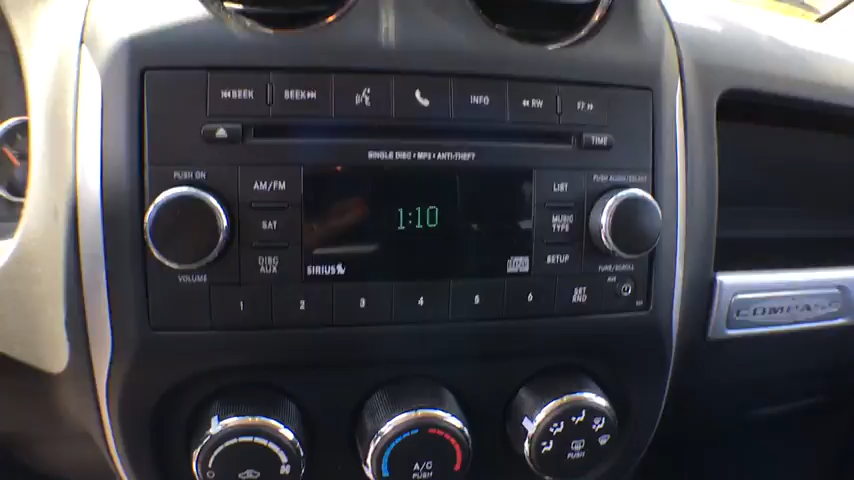 SEEK SEEK INFO RW FF
TIME
SINGLE DISC • MP3 • ANTI-THEFT
PUSH ON
AM/FM
SAT
DISC
AUX
VOLUME
1:10
SIRIUS
LIST
MUSIC
TYPE
SETUP
PUSH AUDIO/SELECT
TUNE/SCROLL
AUX
1 2 3 4 5 6 SET
RND
COMPASS
A/C
PUSH
PUSH